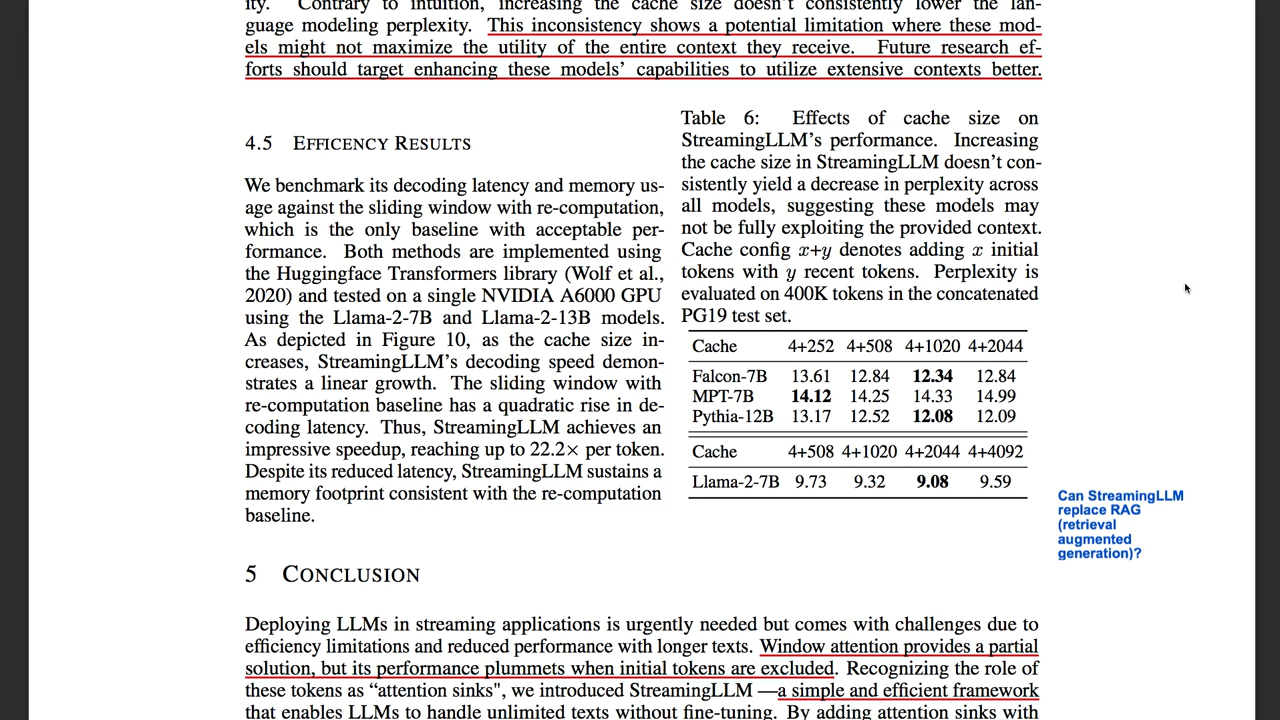 ity. Contrary to intuition, increasing the cache size doesn't consistently lower the lan-
guage modeling perplexity. This inconsistency shows a potential limitation where these mod-
els might not maximize the utility of the entire context they receive. Future research ef-
forts should target enhancing these models' capabilities to utilize extensive contexts better.
4.5 EFFICENCY RESULTS
We benchmark its decoding latency and memory us-
age against the sliding window with re-computation,
which is the only baseline with acceptable per-
formance. Both methods are implemented using
the Huggingface Transformers library (Wolf et al.,
2020) and tested on a single NVIDIA A6000 GPU
using the Llama-2-7B and Llama-2-13B models.
As depicted in Figure 10, as the cache size in-
creases, StreamingLLM's decoding speed demon-
strates a linear growth. The sliding window with
re-computation baseline has a quadratic rise in de-
coding latency. Thus, StreamingLLM achieves an
impressive speedup, reaching up to 22.2× per token.
Despite its reduced latency, StreamingLLM sustains a
memory footprint consistent with the re-computation
baseline.
Table 6: Effects of cache size on
StreamingLLM's performance. Increasing
the cache size in StreamingLLM doesn't con-
sistently yield a decrease in perplexity across
all models, suggesting these models may
not be fully exploiting the provided context.
Cache config x+y denotes adding x initial
tokens with y recent tokens. Perplexity is
evaluated on 400K tokens in the concatenated
PG19 test set.
Cache 4+252 4+508 4+1020 4+2044
Falcon-7B 13.61 12.84 12.34 12.84
MPT-7B 14.12 14.25 14.33 14.99
Pythia-12B 13.17 12.52 12.08 12.09
Cache 4+508 4+1020 4+2044 4+4092
Llama-2-7B 9.73 9.32 9.08 9.59
Can StreamingLLM
replace RAG
(retrieval
augmented
generation)?
5 CONCLUSION
Deploying LLMs in streaming applications is urgently needed but comes with challenges due to
efficiency limitations and reduced performance with longer texts. Window attention provides a partial
solution, but its performance plummets when initial tokens are excluded. Recognizing the role of
these tokens as "attention sinks", we introduced StreamingLLM —a simple and efficient framework
that enables LLMs to handle unlimited texts without fine-tuning. By adding attention sinks with